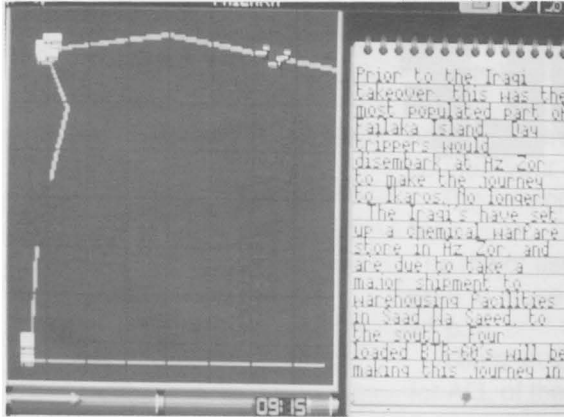 FAILAKA
Prior to the Iraqi
takeover, this was the
most populated part of
Failaka Island. Day
trippers would
disembark at Az Zor
to make the journey
to Ikaros. No longer!
The Iraqi's have set
up a chemical warfare
store in Az Zor, and
are due to take a
major shipment to
warehousing facilities
in Saad Wa Saeed, to
the south. Four
loaded BTR-60's will be
making this journey in
09:15